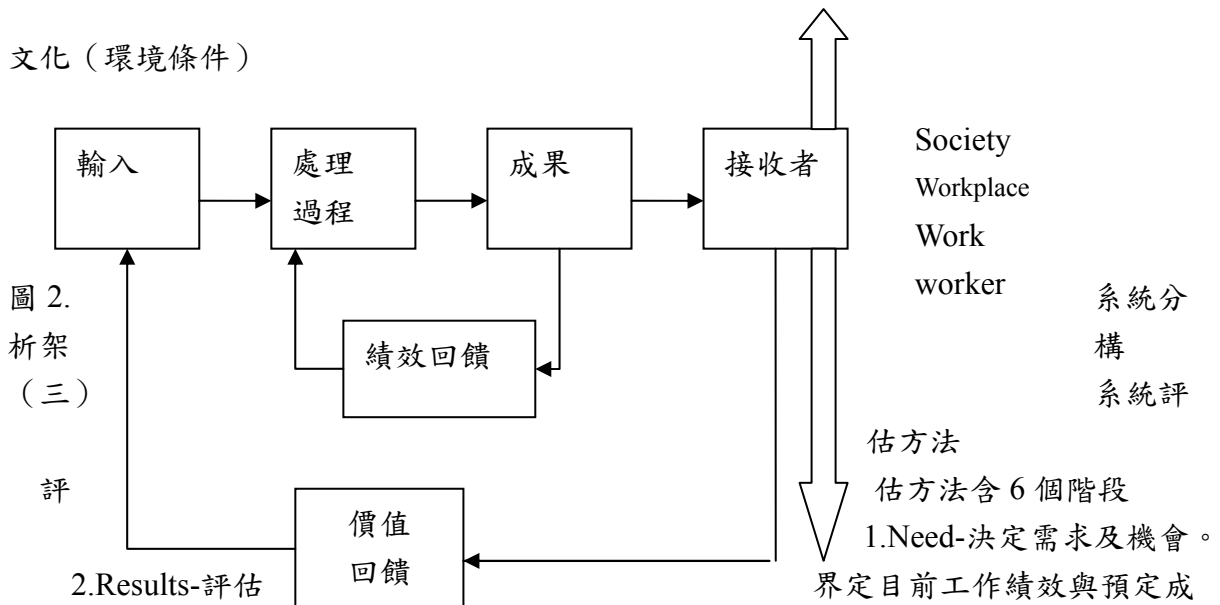 文化（環境條件）
輸入
處理
過程
成果
接收者
Society
Workplace
Work
worker
績效回饋
圖 2. 系統分
析架 構
（三） 系統評
估方法
評 估方法含 6 個階段
價值
回饋
1.Need-決定需求及機會。
2.Results-評估 界定目前工作績效與預定成